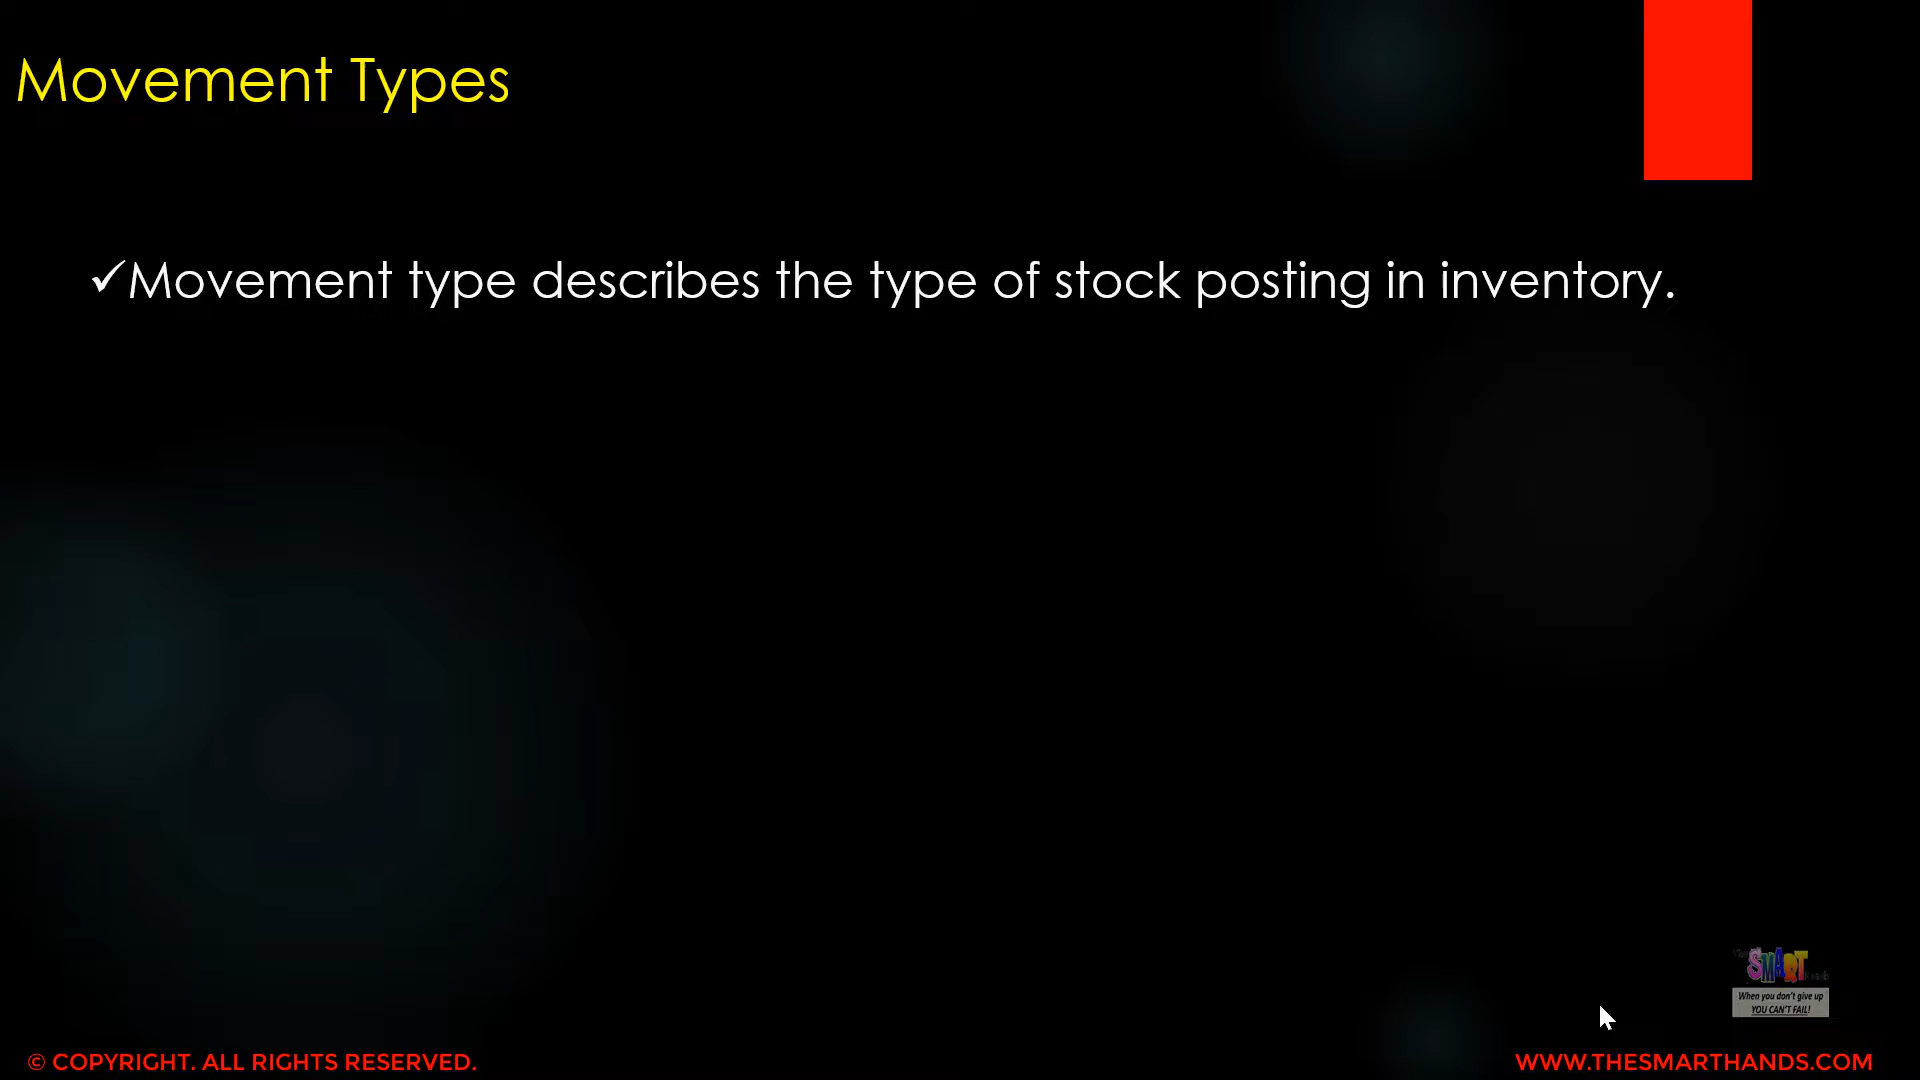 Movement Types
✓Movement type describes the type of stock posting in inventory.
SMART
When you don't give up
YOU CAN'T FAIL!
© COPYRIGHT. ALL RIGHTS RESERVED.
WWW.THESMARTHANDS.COM